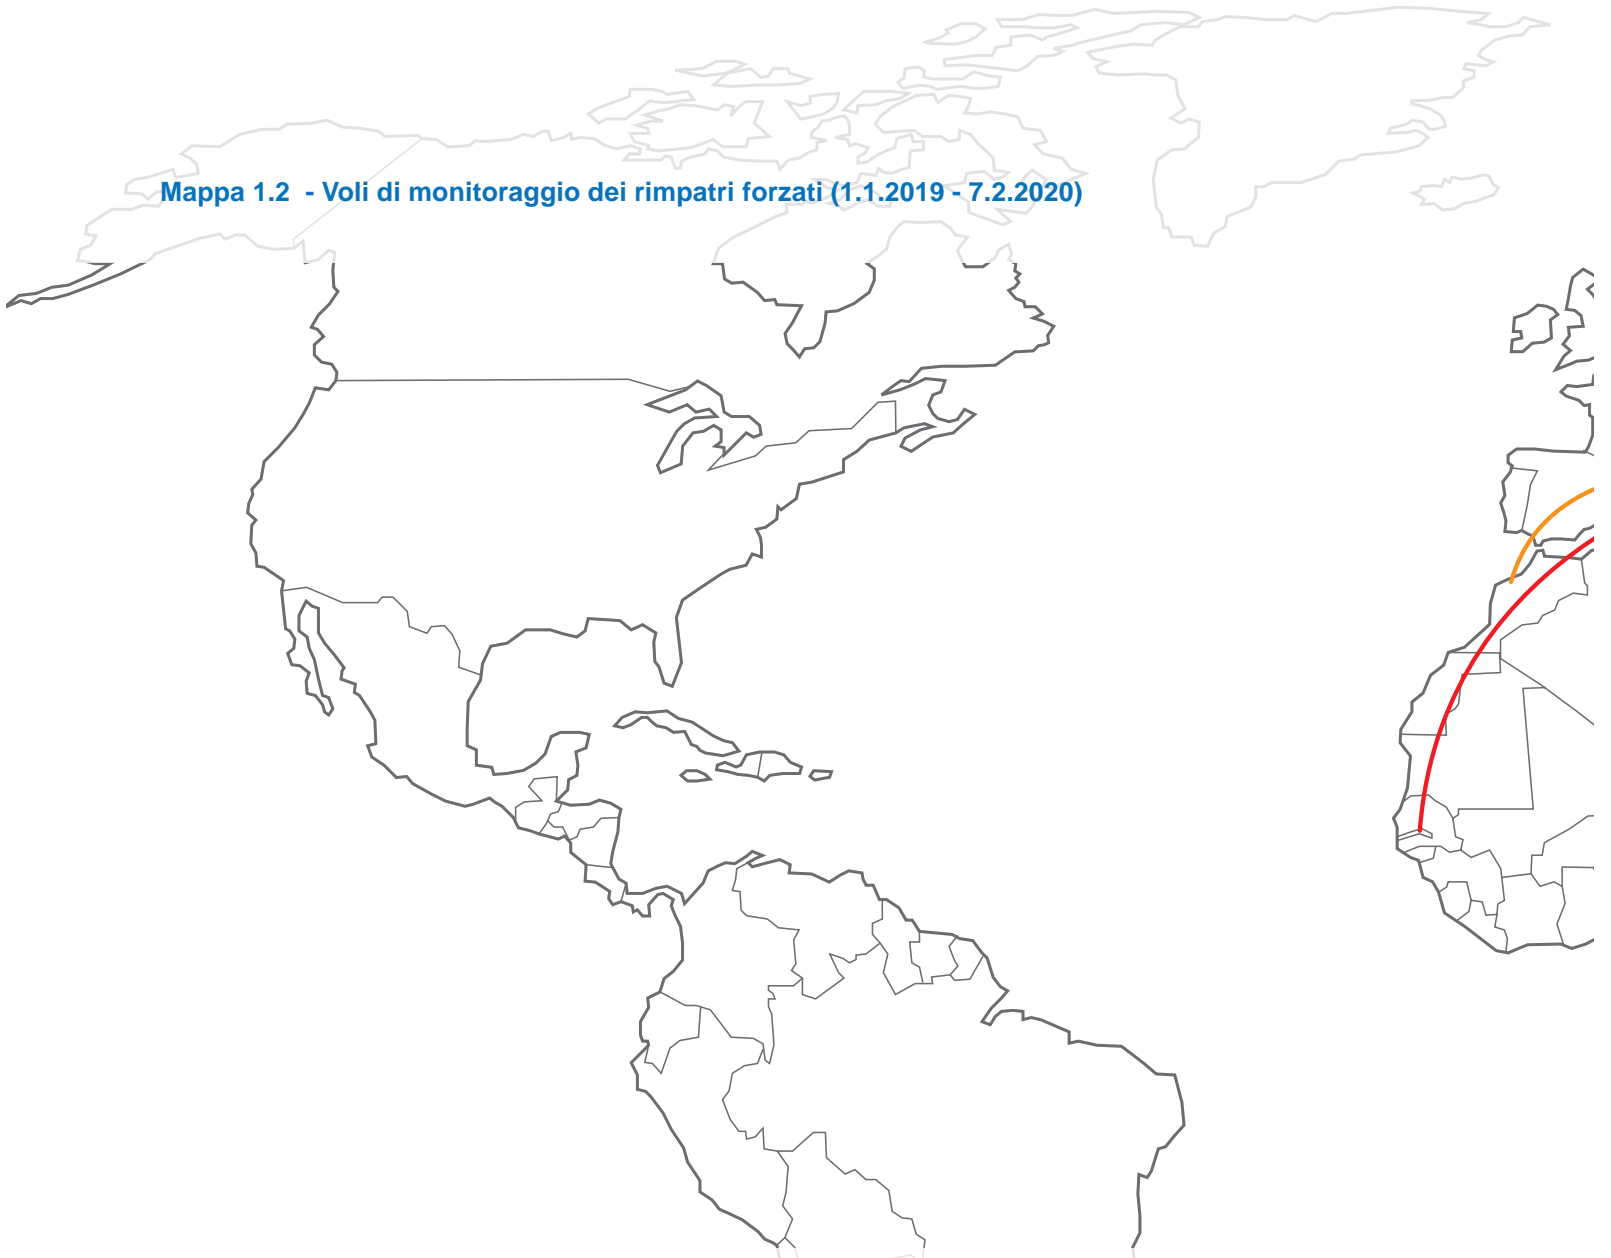 Mappa 1.2 - Voli di monitoraggio dei rimpatri forzati (1.1.2019 - 7.2.2020)